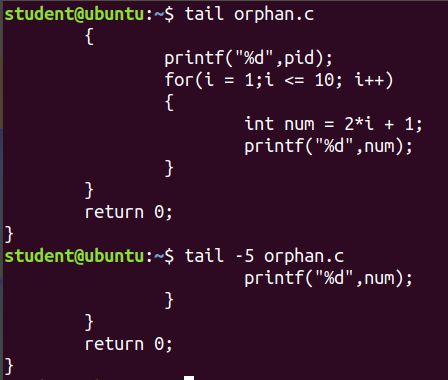 student@ubuntu:~$ tail orphan.c
        {
                printf("%d",pid);
                for(i = 1;i <= 10; i++)
                {
                        int num = 2*i + 1;
                        printf("%d",num);
                }
        }
        return 0;
}
student@ubuntu:~$ tail -5 orphan.c
                        printf("%d",num);
                }
        }
        return 0;
}